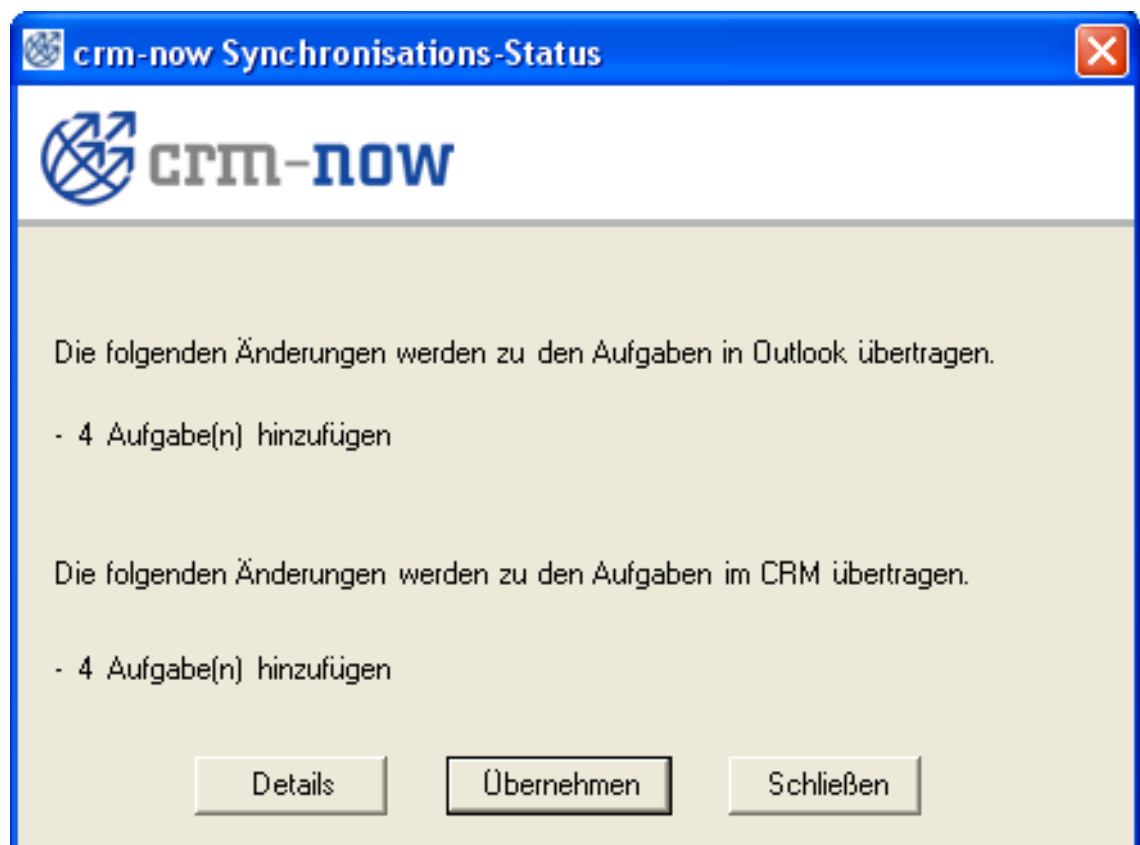 crm-now Synchronisations-Status
crm-now
Die folgenden Änderungen werden zu den Aufgaben in Outlook übertragen.
- 4 Aufgabe(n) hinzufügen
Die folgenden Änderungen werden zu den Aufgaben im CRM übertragen.
- 4 Aufgabe(n) hinzufügen
Details Übernehmen Schließen